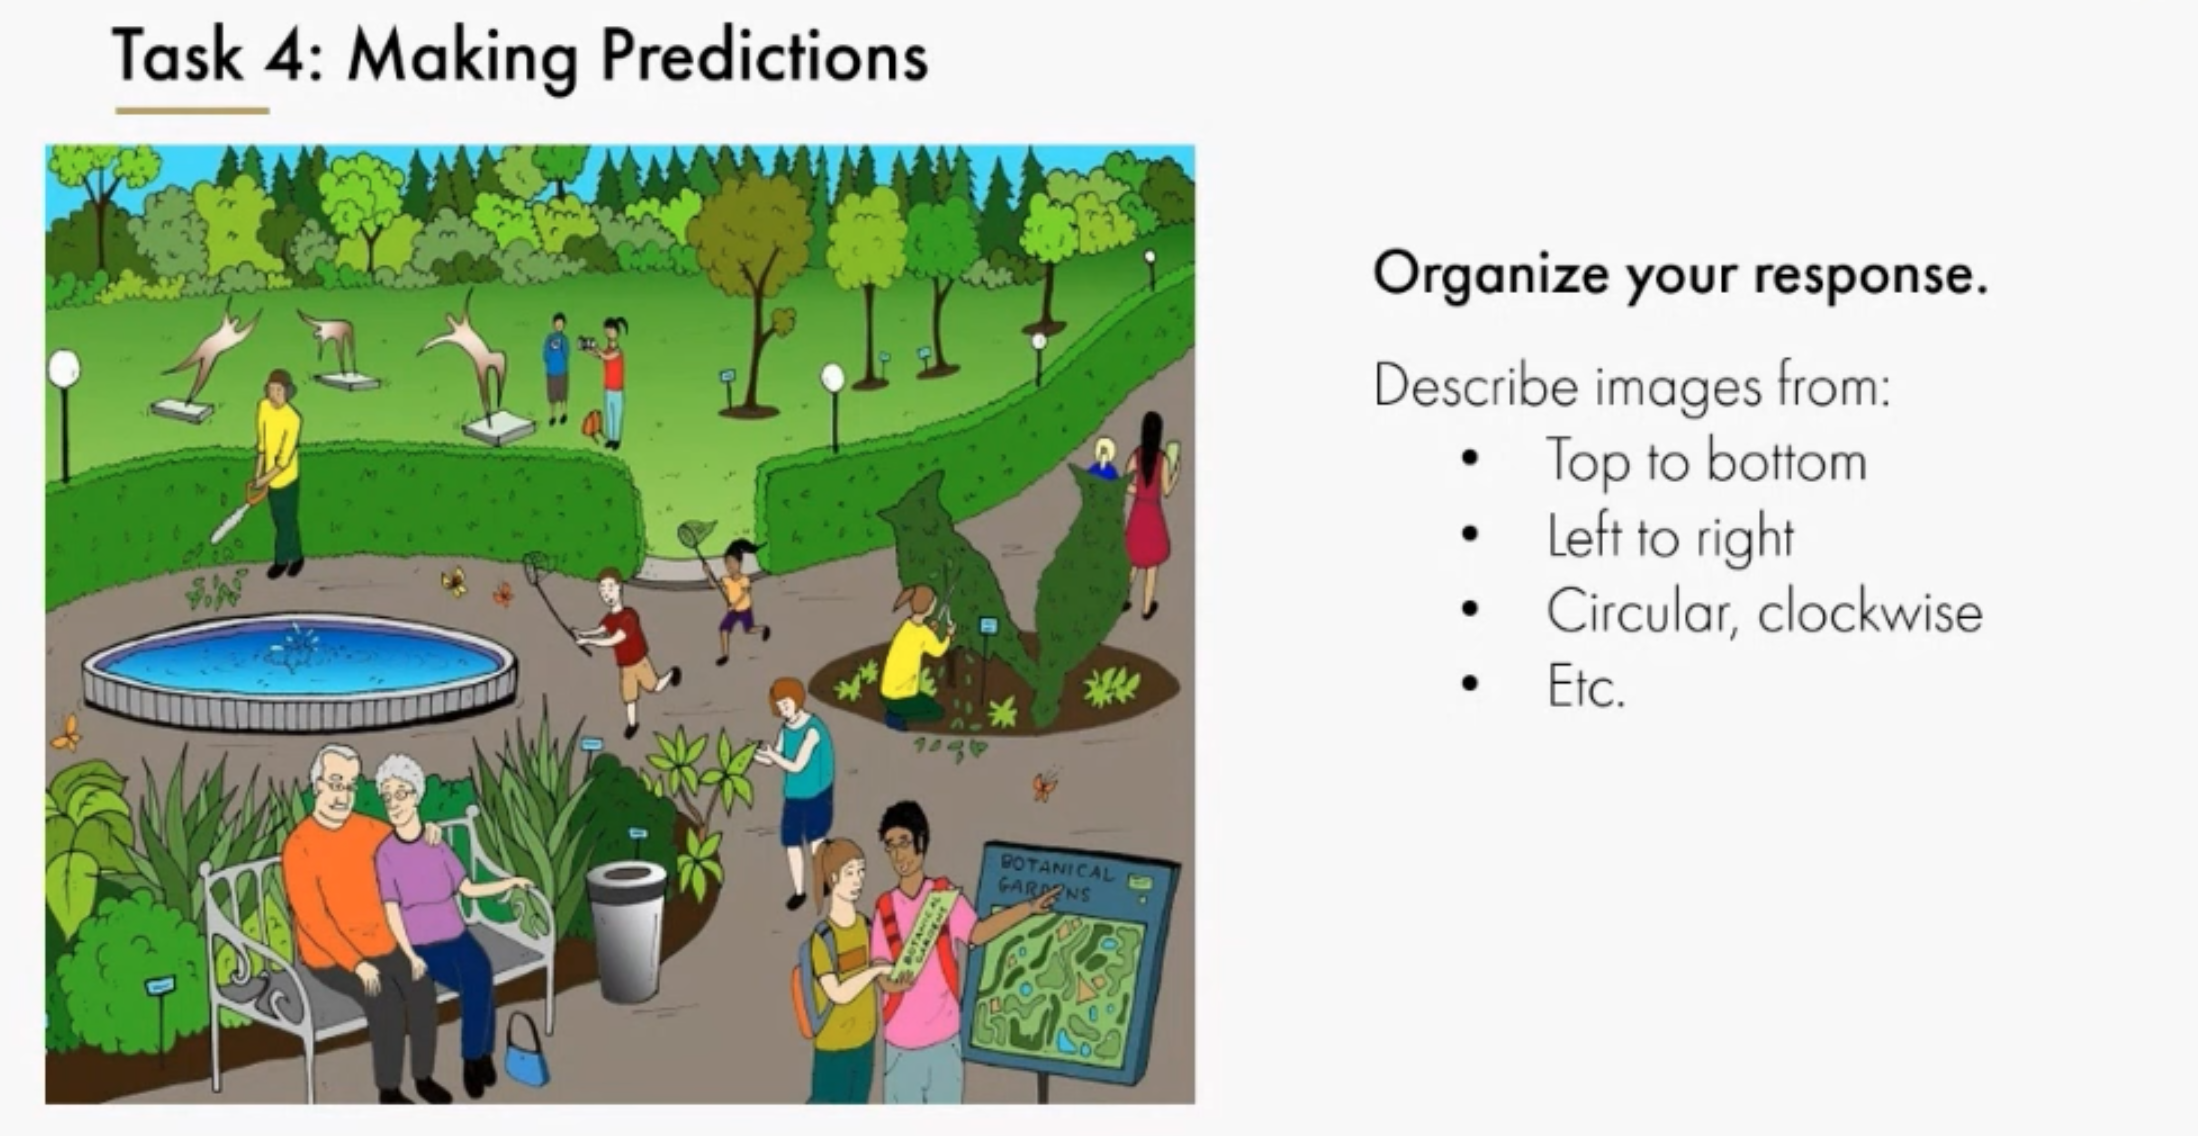 Task 4: Making Predictions
BOTANICAL
GARDENS
BOTANICAL
GARDENS
Organize your response.
Describe images from:
• Top to bottom
• Left to right
• Circular, clockwise
• Etc.